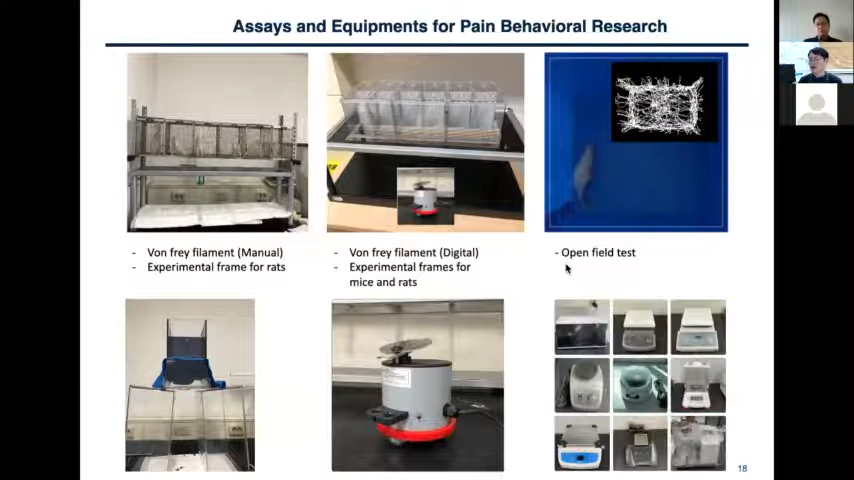 Assays and Equipments for Pain Behavioral Research
- Von frey filament (Manual)
- Experimental frame for rats
- Von frey filament (Digital)
- Experimental frames for
mice and rats
- Open field test
18